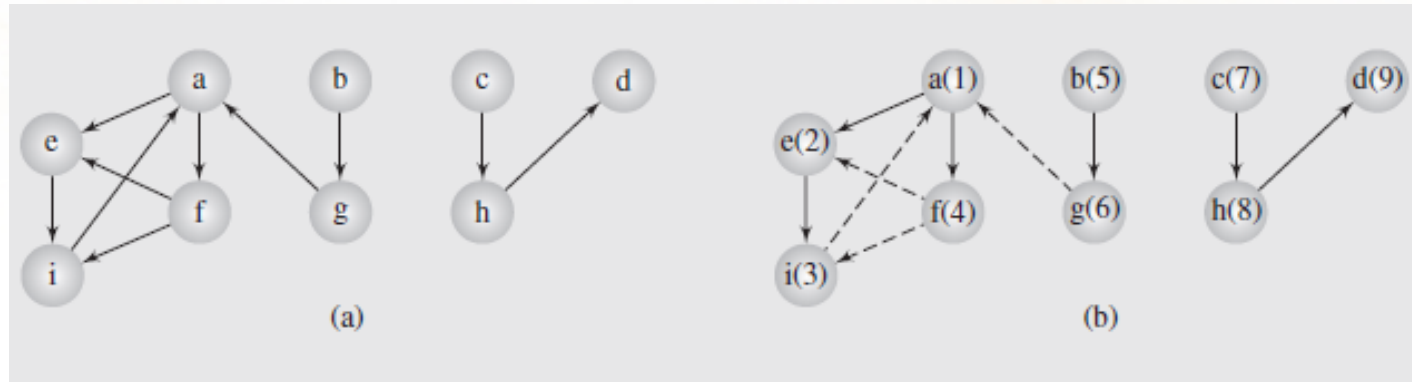 a b c d
e
f g h
i
(a)
a(1) b(5) c(7) d(9)
e(2)
f(4) g(6) h(8)
i(3)
(b)